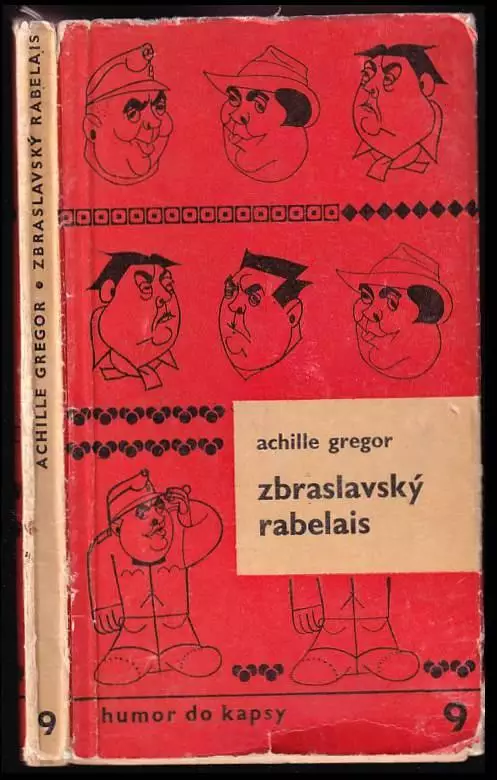 ACHILLE GREGOR • ZBRASLAVSKÝ RABELAIS
9
achille gregor
zbraslavský
rabelais
humor do kapsy
9